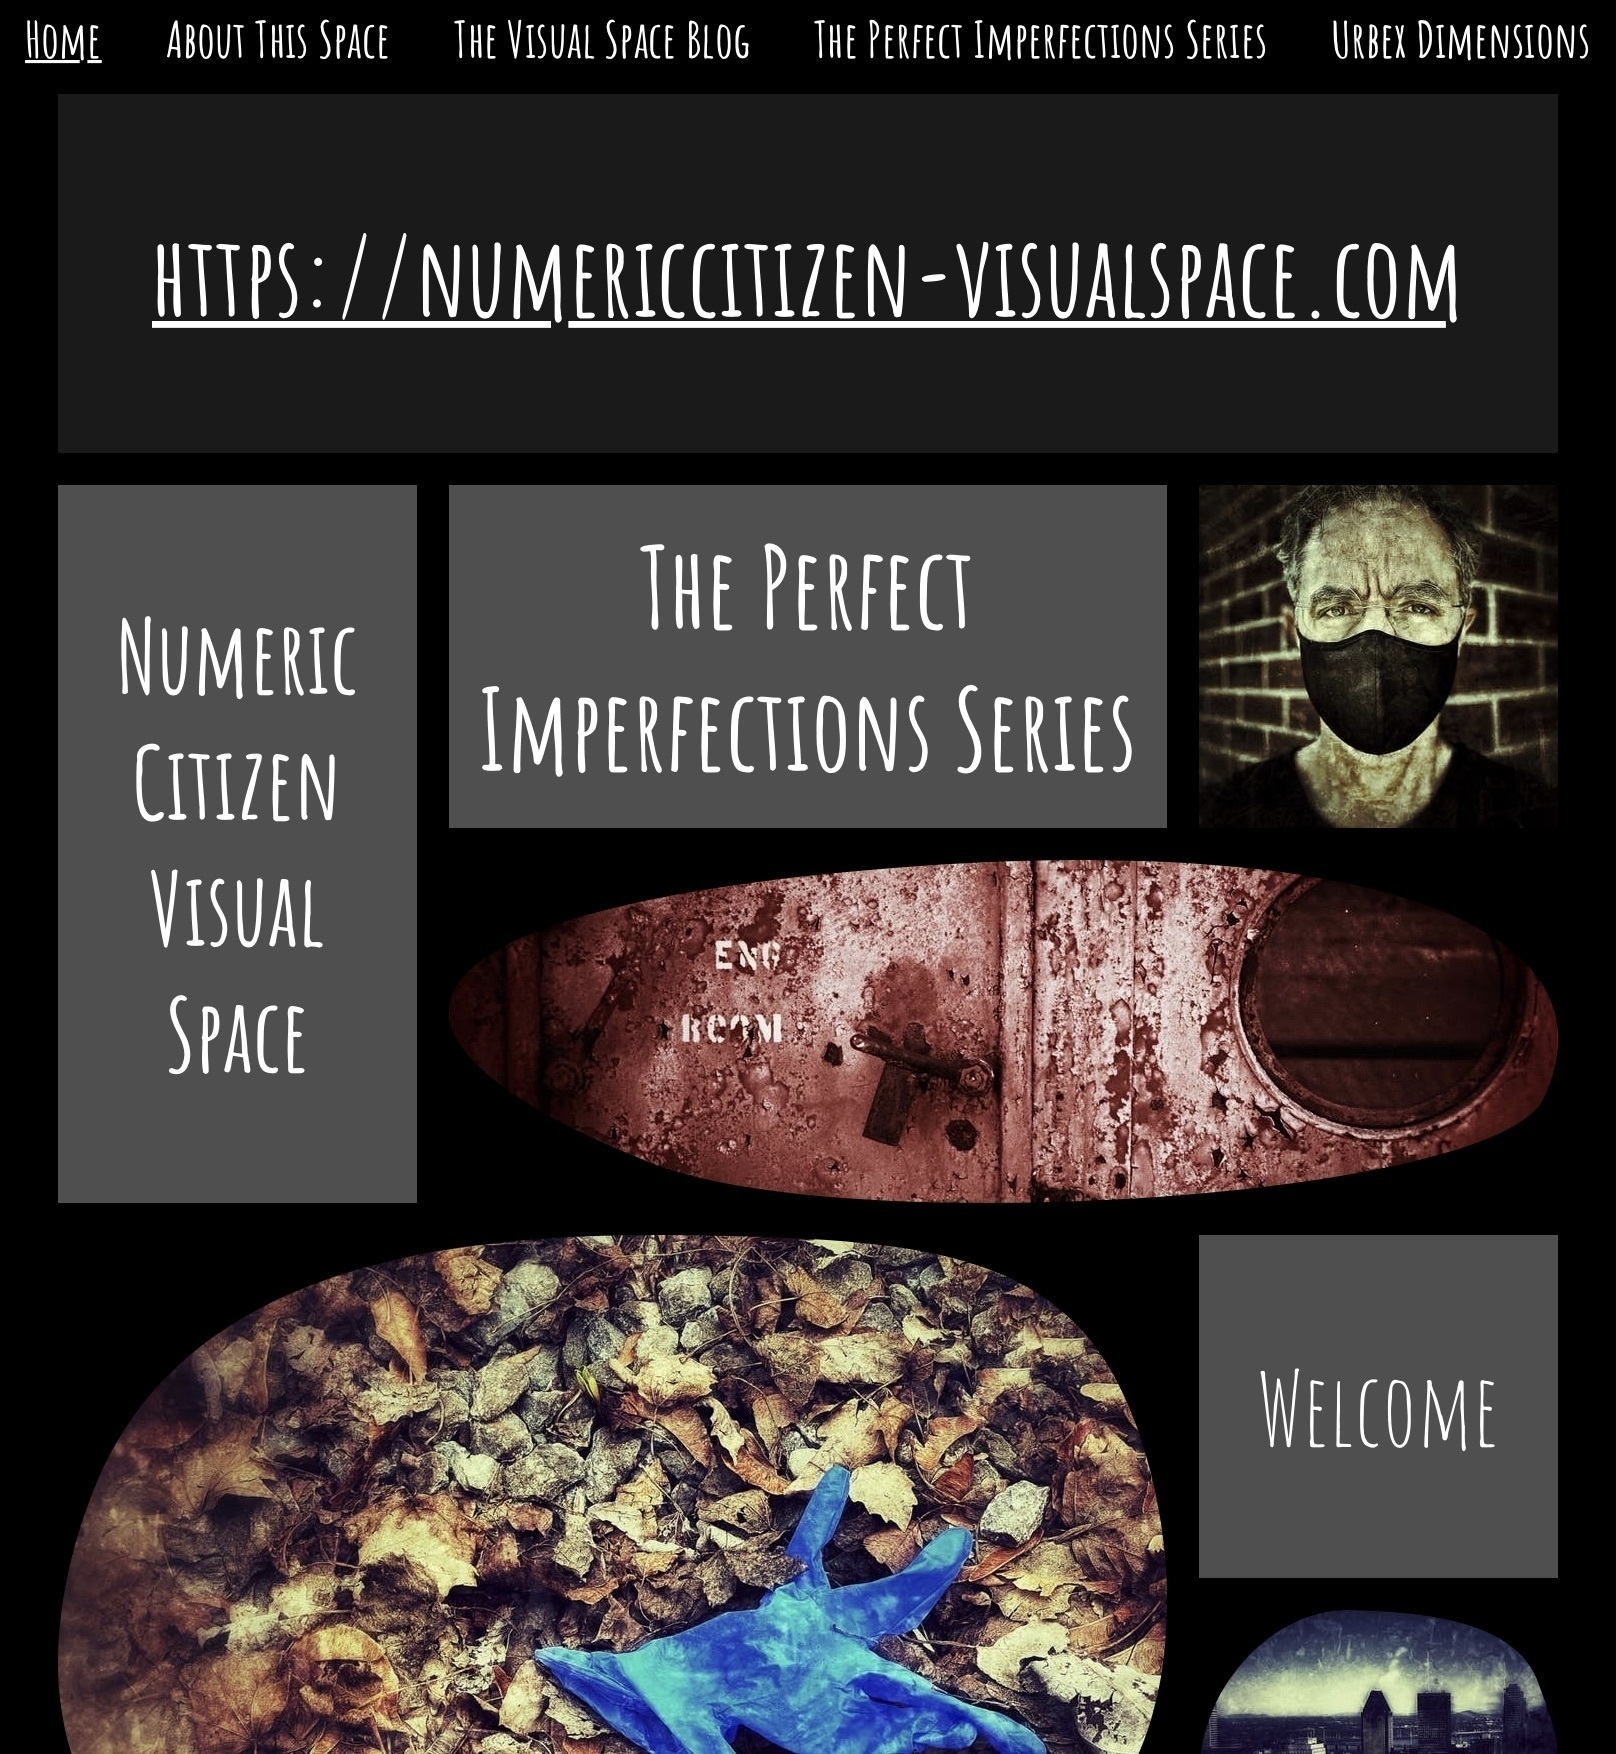 Home About This Space The Visual Space Blog The Perfect Imperfections Series Urbex Dimensions
https://numericcitizen-visualspace.com
Numeric
Citizen
Visual
Space
The Perfect
Imperfections Series
ENG
ROOM
Welcome